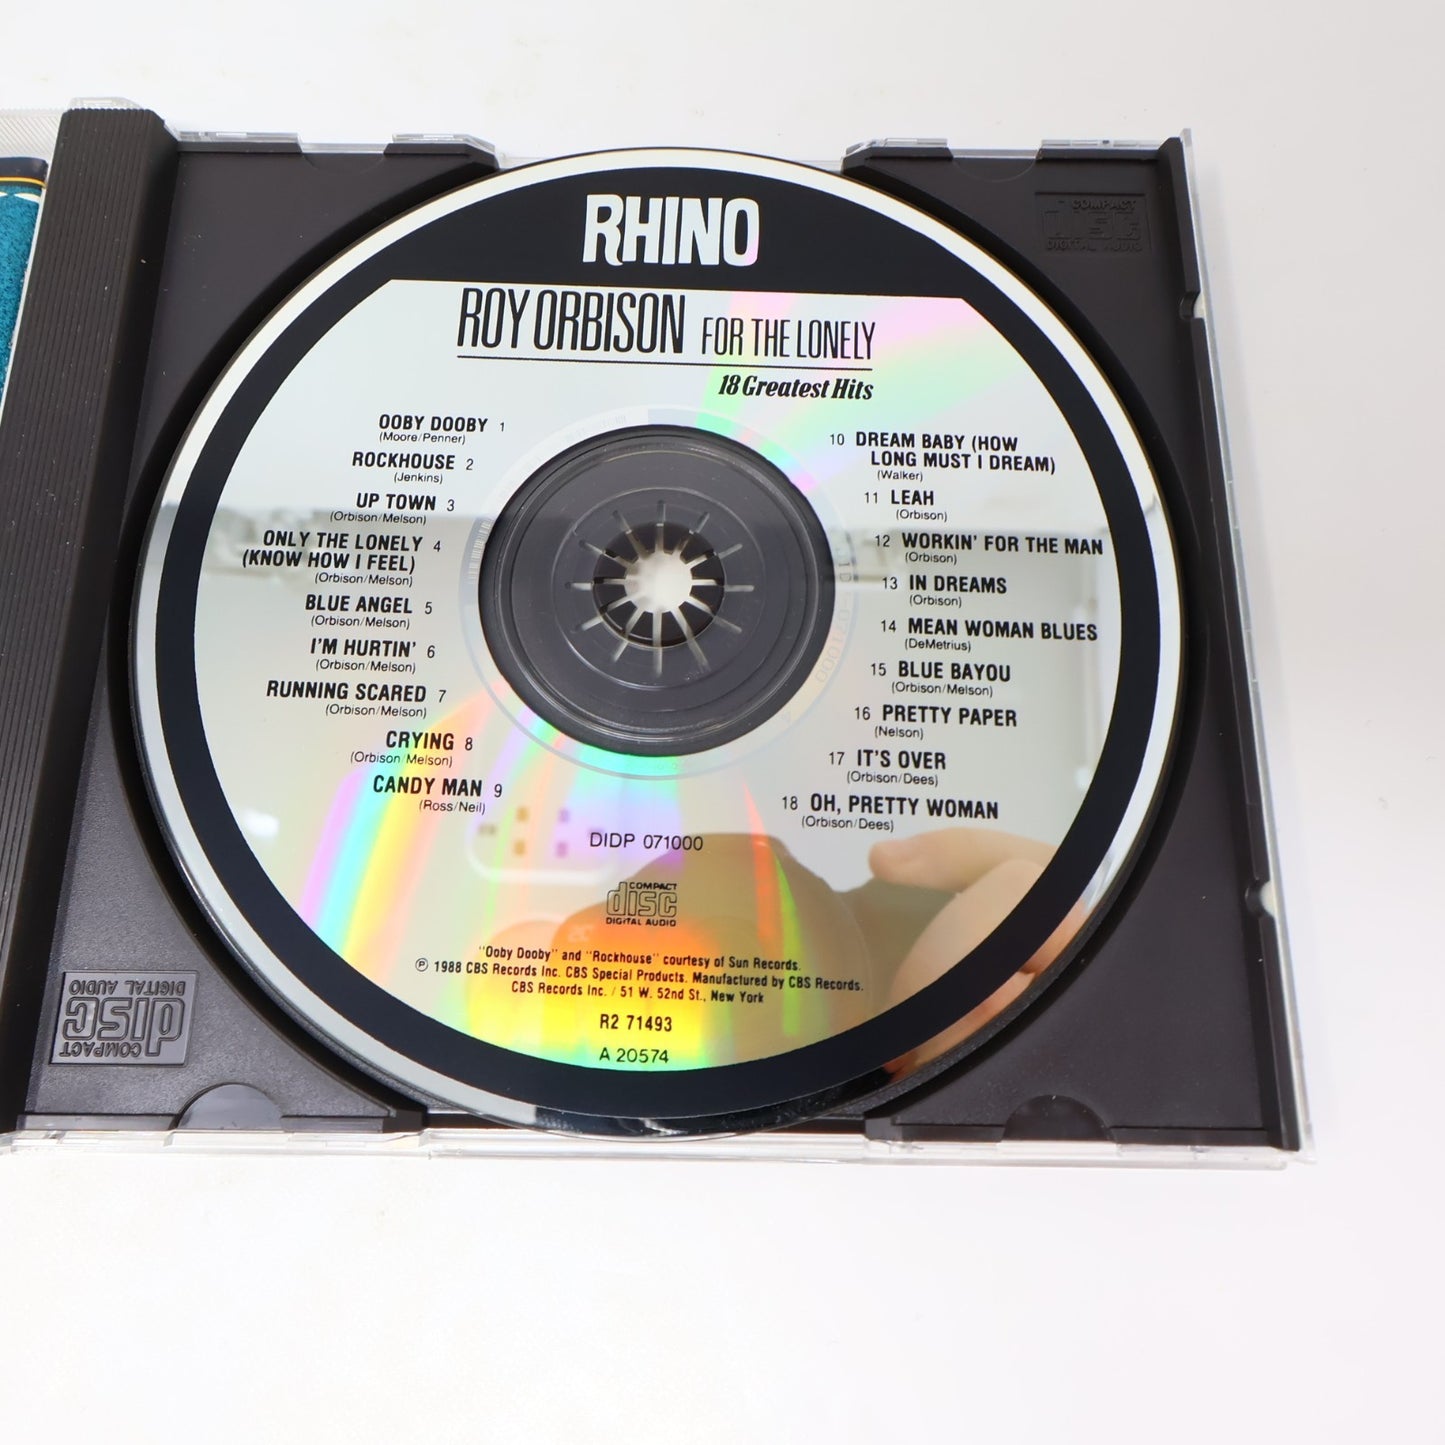 RHINO
ROY ORBISON FOR THE LONELY
18 Greatest Hits
OOBY DOOBY 1
(Moore/Penner)
ROCKHOUSE 2
(Jenkins)
UP TOWN 3
(Orbison/Melson)
ONLY THE LONELY 4
(KNOW HOW I FEEL)
(Orbison/Melson)
BLUE ANGEL 5
(Orbison/Melson)
I'M HURTIN' 6
(Orbison/Melson)
RUNNING SCARED 7
(Orbison/Melson)
CRYING 8
(Orbison/Melson)
CANDY MAN 9
(Ross/Neil)
10 DREAM BABY (HOW
LONG MUST I DREAM)
(Walker)
11 LEAH
(Orbison)
12 WORKIN' FOR THE MAN
(Orbison)
13 IN DREAMS
(Orbison)
14 MEAN WOMAN BLUES
(DeMetrius)
15 BLUE BAYOU
(Orbison/Melson)
16 PRETTY PAPER
(Nelson)
17 IT'S OVER
(Orbison/Dees)
18 OH, PRETTY WOMAN
(Orbison/Dees)
DIDP 071000
COMPACT
disc
DIGITAL AUDIO
"Ooby Dooby" and "Rockhouse" courtesy of Sun Records.
℗ 1988 CBS Records Inc. CBS Special Products. Manufactured by CBS Records.
CBS Records Inc. / 51 W. 52nd St., New York
R2 71493
A 20574
COMPACT
disc
DIGITAL AUDIO
COMPACT
disc
DIGITAL AUDIO